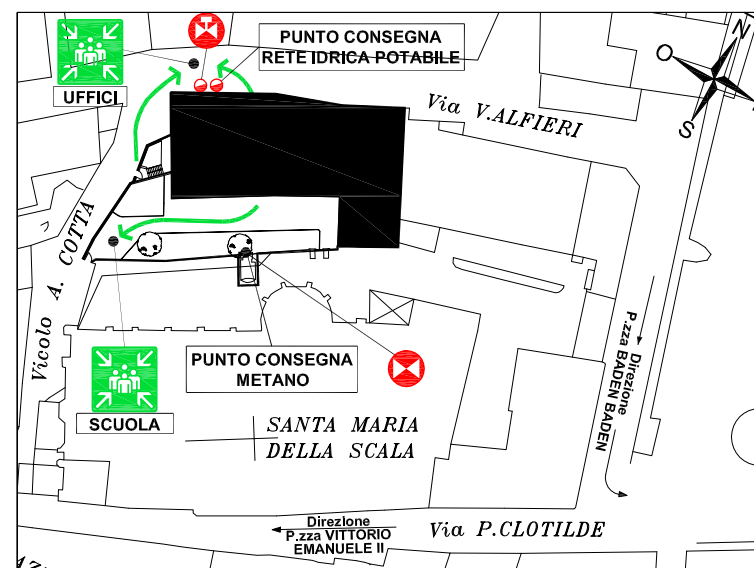 PUNTO CONSEGNA
RETE IDRICA POTABILE
UFFICI
N
O
S
Via V.ALFIERI
Vicolo A. COTTA
Direzione
P.zza BADEN BADEN
PUNTO CONSEGNA
METANO
SCUOLA
SANTA MARIA
DELLA SCALA
Direzione
P.zza VITTORIO
EMANUELE II
Via P.CLOTILDE